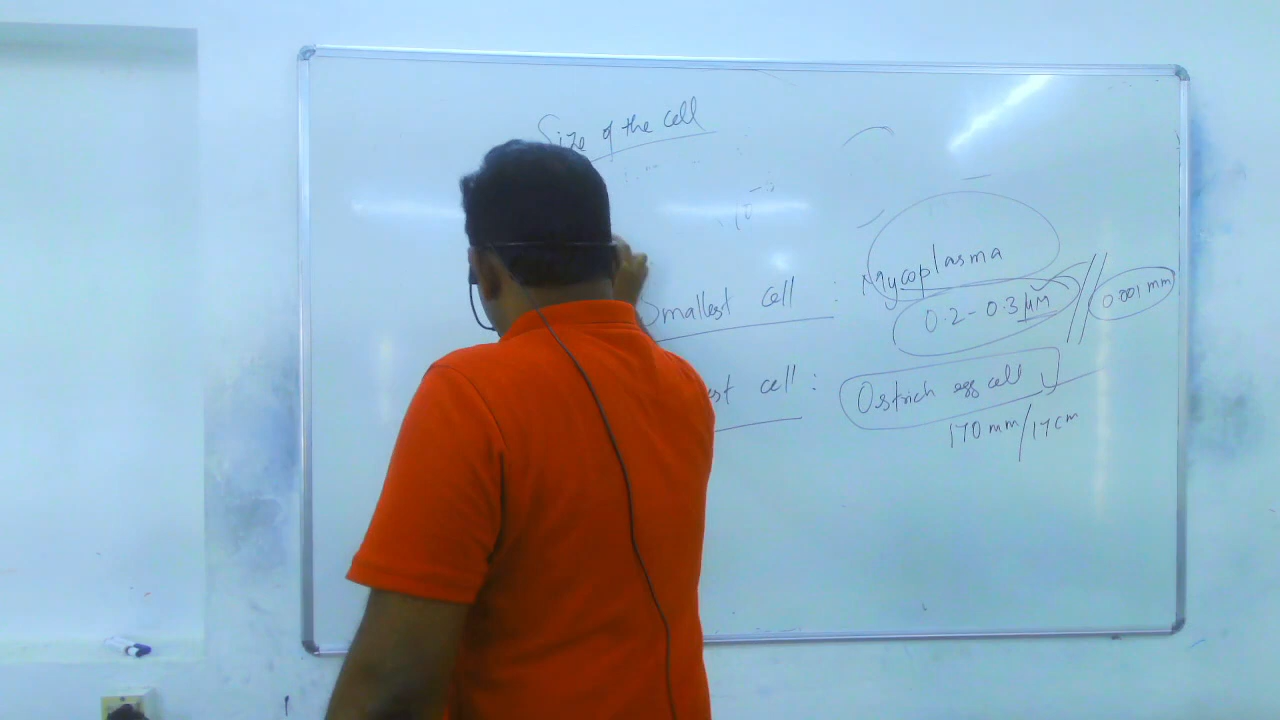 Size of the cell
10
Smallest cell : Mycoplasma
0.2 - 0.3 μM // 0.001 mm
est cell : Ostrich egg cell
170 mm / 17 cm